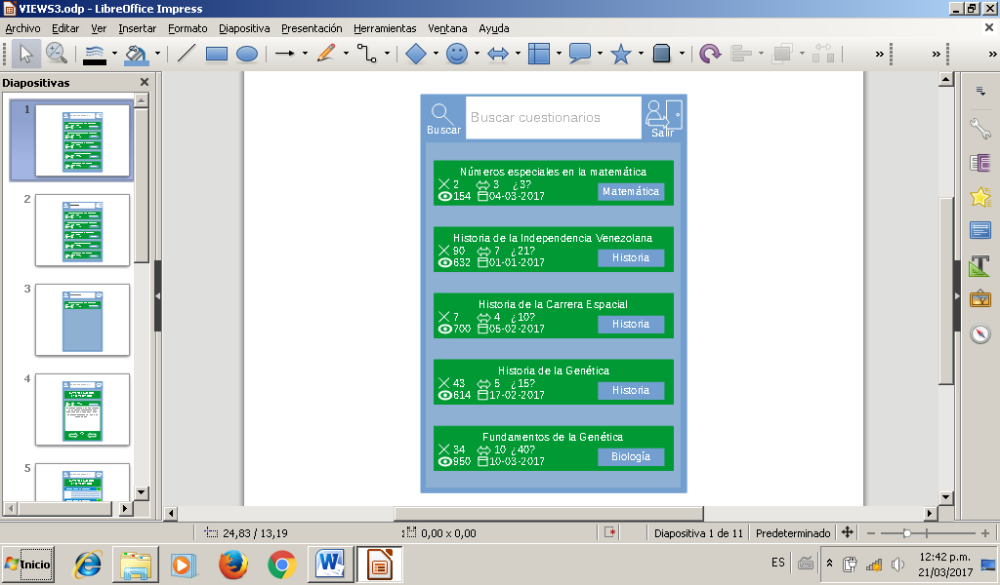 VIEWS3.odp - LibreOffice Impress
Archivo Editar Ver Insertar Formato Diapositiva Presentación Herramientas Ventana Ayuda
Diapositivas
1
2
3
4
5
Buscar
Buscar cuestionarios
Salir
Números especiales en la matemática
2 3 ¿3?
154 04-03-2017
Matemática
Historia de la Independencia Venezolana
90 7 ¿21?
632 01-01-2017
Historia
Historia de la Carrera Espacial
7 4 ¿10?
700 05-02-2017
Historia
Historia de la Genética
43 5 ¿15?
614 17-02-2017
Historia
Fundamentos de la Genética
34 10 ¿40?
950 10-03-2017
Biología
24,83 / 13,19 0,00 x 0,00 Diapositiva 1 de 11 Predeterminado
Inicio
ES
12:42 p.m.
21/03/2017